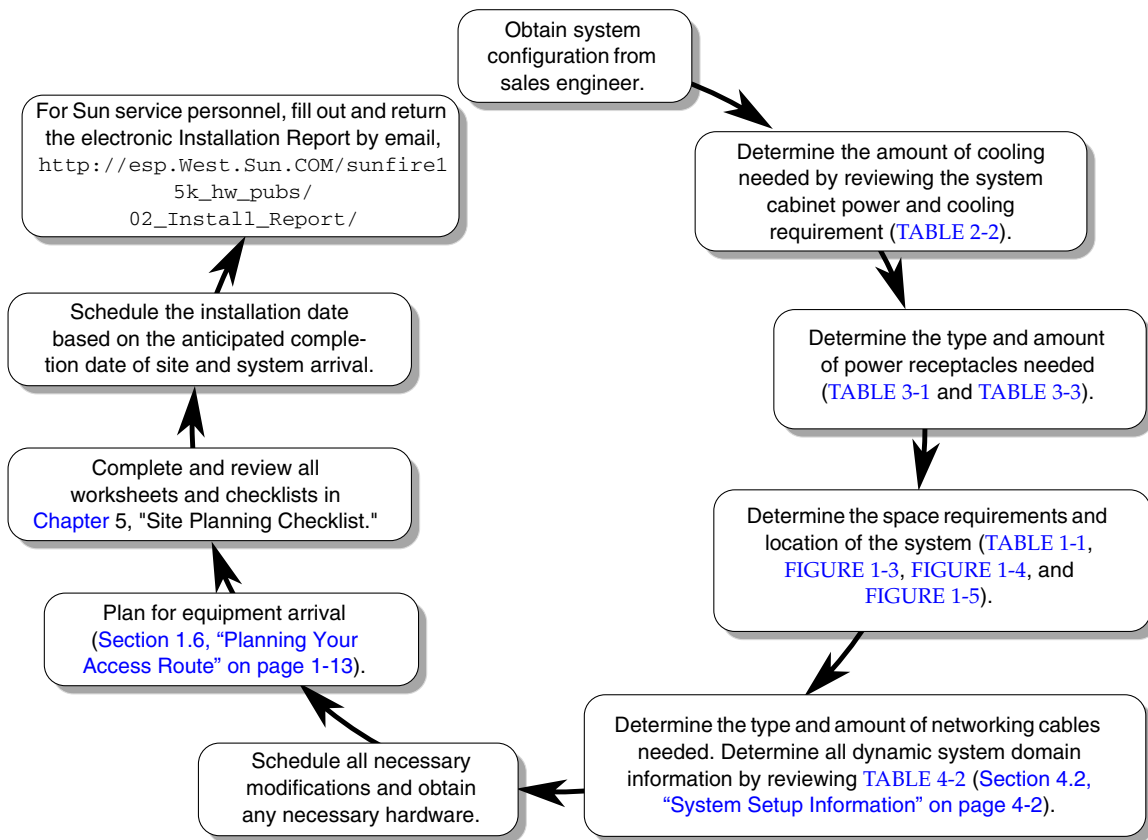 Obtain system
configuration from
sales engineer.
Determine the amount of cooling
needed by reviewing the system
cabinet power and cooling
requirement (TABLE 2-2).
Determine the type and amount
of power receptacles needed
(TABLE 3-1 and TABLE 3-3).
Determine the space requirements and
location of the system (TABLE 1-1,
FIGURE 1-3, FIGURE 1-4, and
FIGURE 1-5).
Determine the type and amount of networking cables
needed. Determine all dynamic system domain
information by reviewing TABLE 4-2 (Section 4.2,
“System Setup Information” on page 4-2).
Schedule all necessary
modifications and obtain
any necessary hardware.
Plan for equipment arrival
(Section 1.6, “Planning Your
Access Route” on page 1-13).
Complete and review all
worksheets and checklists in
Chapter 5, "Site Planning Checklist."
Schedule the installation date
based on the anticipated comple-
tion date of site and system arrival.
For Sun service personnel, fill out and return
the electronic Installation Report by email,
http://esp.West.Sun.COM/sunfire1
5k_hw_pubs/
02_Install_Report/